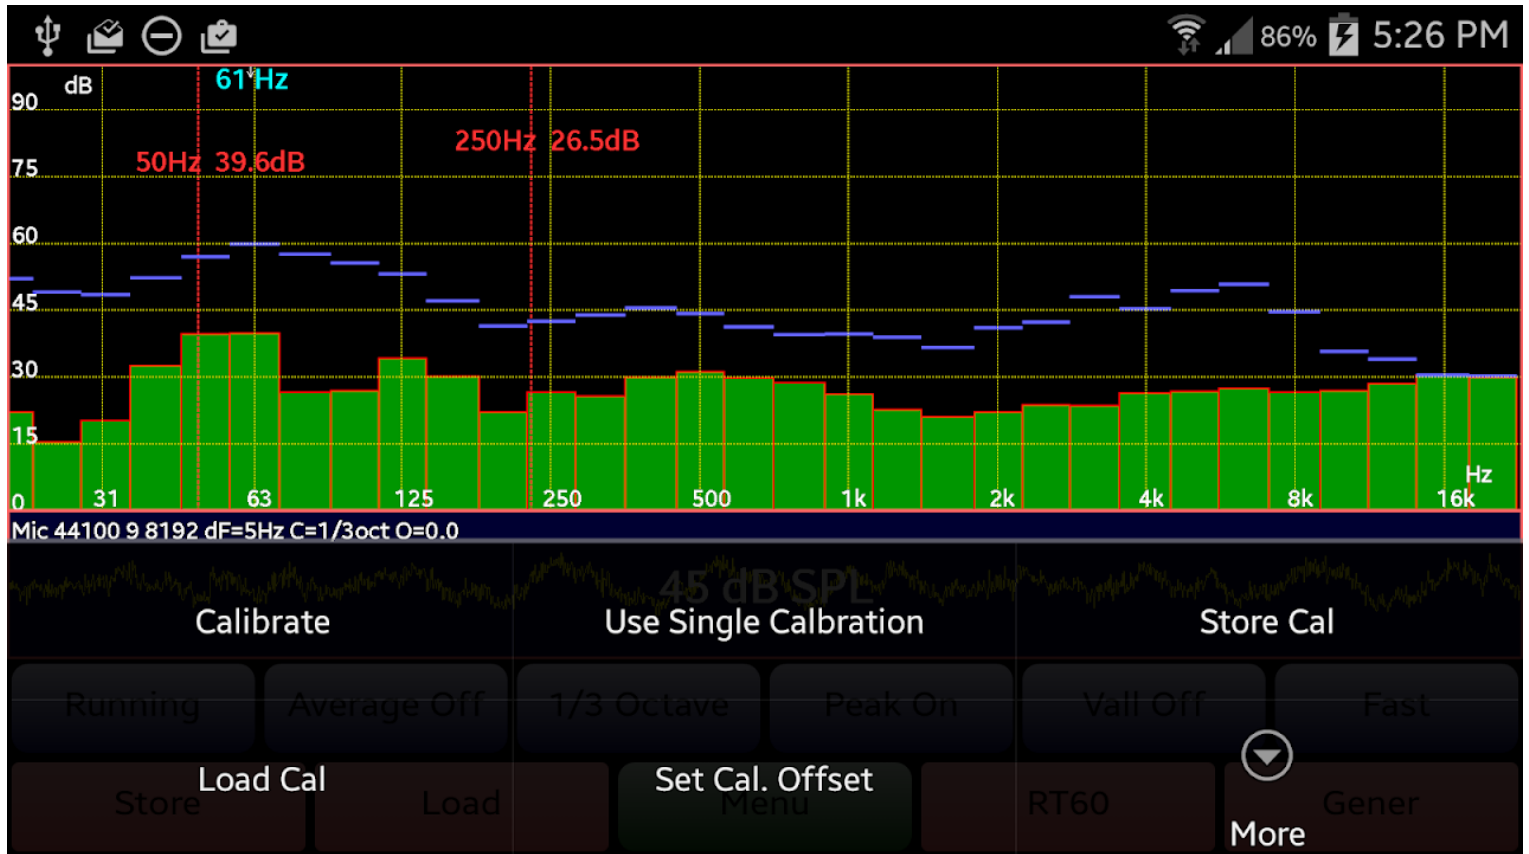 86% 5:26 PM
dB
61 Hz
90
250Hz 26.5dB
50Hz 39.6dB
75
60
45
30
15
Hz
0 31 63 125 250 500 1k 2k 4k 8k 16k
Mic 44100 9 8192 dF=5Hz C=1/3oct O=0.0
45 dB SPL
Calibrate Use Single Calbration Store Cal
Running Average Off 1/3 Octave Peak On Vall Off Fast
Load Cal Set Cal. Offset
Store Load Menu RT60 Gener
More